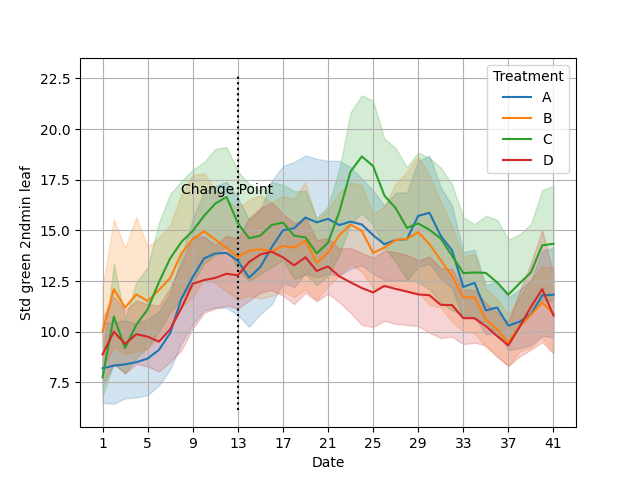 22.5
20.0
17.5
15.0
12.5
10.0
7.5
Std green 2ndmin leaf
Treatment
A
B
C
D
Change Point
1 5 9 13 17 21 25 29 33 37 41
Date